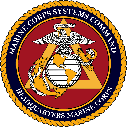 MARINE CORPS SYSTEMS COMMAND
HEADQUARTERS MARINE CORPS